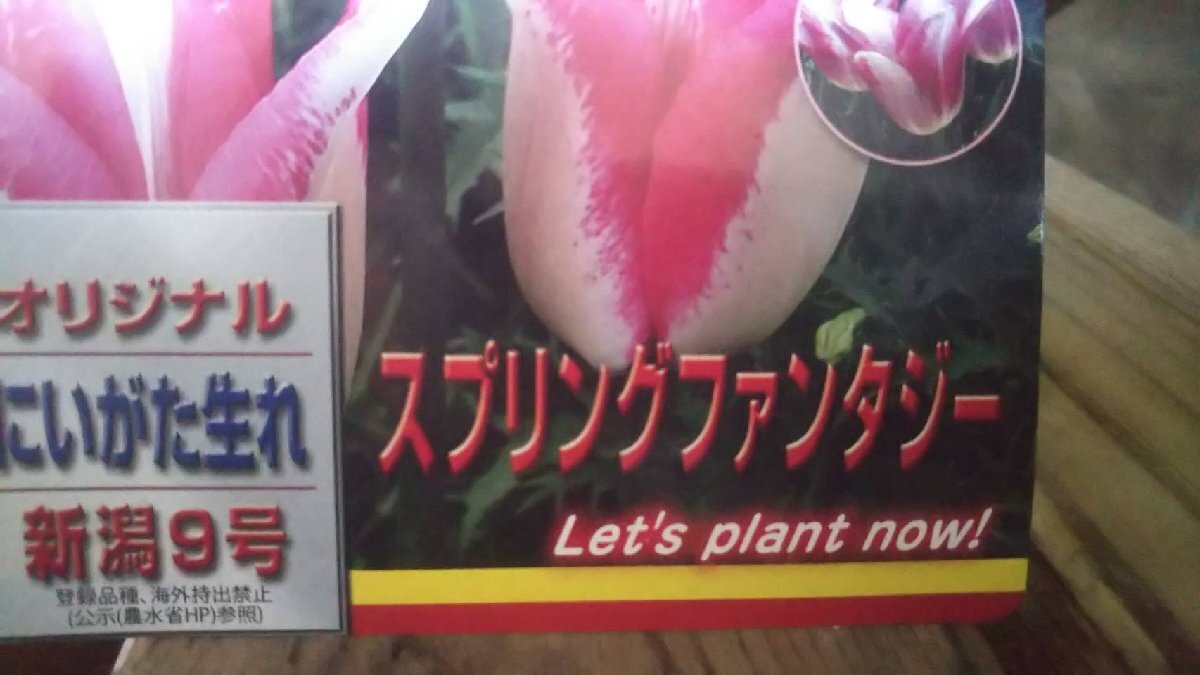 オリジナル
にいがた生れ
新潟9号
登録品種、海外持出禁止
(公示(農水省HP)参照)
スプリングファンタジー
Let's plant now!